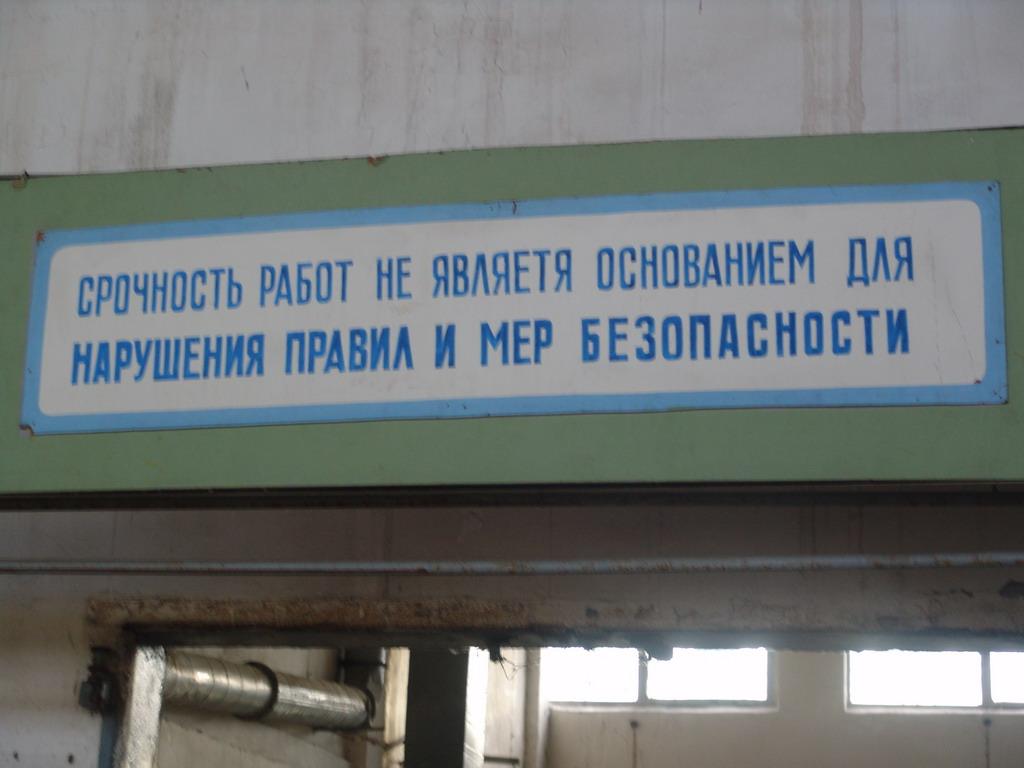 СРОЧНОСТЬ РАБОТ НЕ ЯВЛЯЕТЯ ОСНОВАНИЕМ ДЛЯ
НАРУШЕНИЯ ПРАВИЛ И МЕР БЕЗОПАСНОСТИ